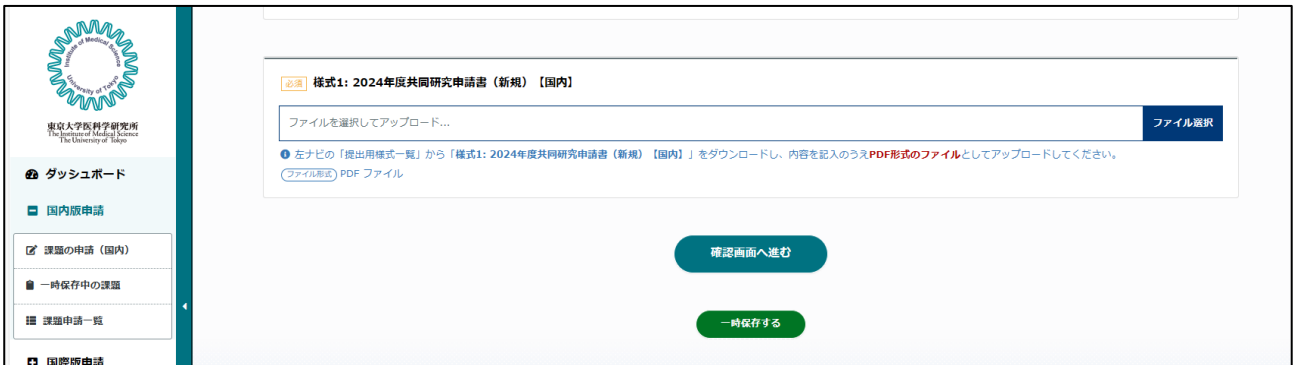 Institute of Medical Science
University of Tokyo
東京大学医科学研究所
The Institute of Medical Science
The University of Tokyo
ダッシュボード
国内版申請
課題の申請（国内）
一時保存中の課題
課題申請一覧
国際版申請
必須 様式1: 2024年度共同研究申請書（新規）【国内】
ファイルを選択してアップロード... ファイル選択
左ナビの「提出用様式一覧」から「様式1: 2024年度共同研究申請書（新規）【国内】」をダウンロードし、内容を記入のうえPDF形式のファイルとしてアップロードしてください。
ファイル形式 PDF ファイル
確認画面へ進む
一時保存する